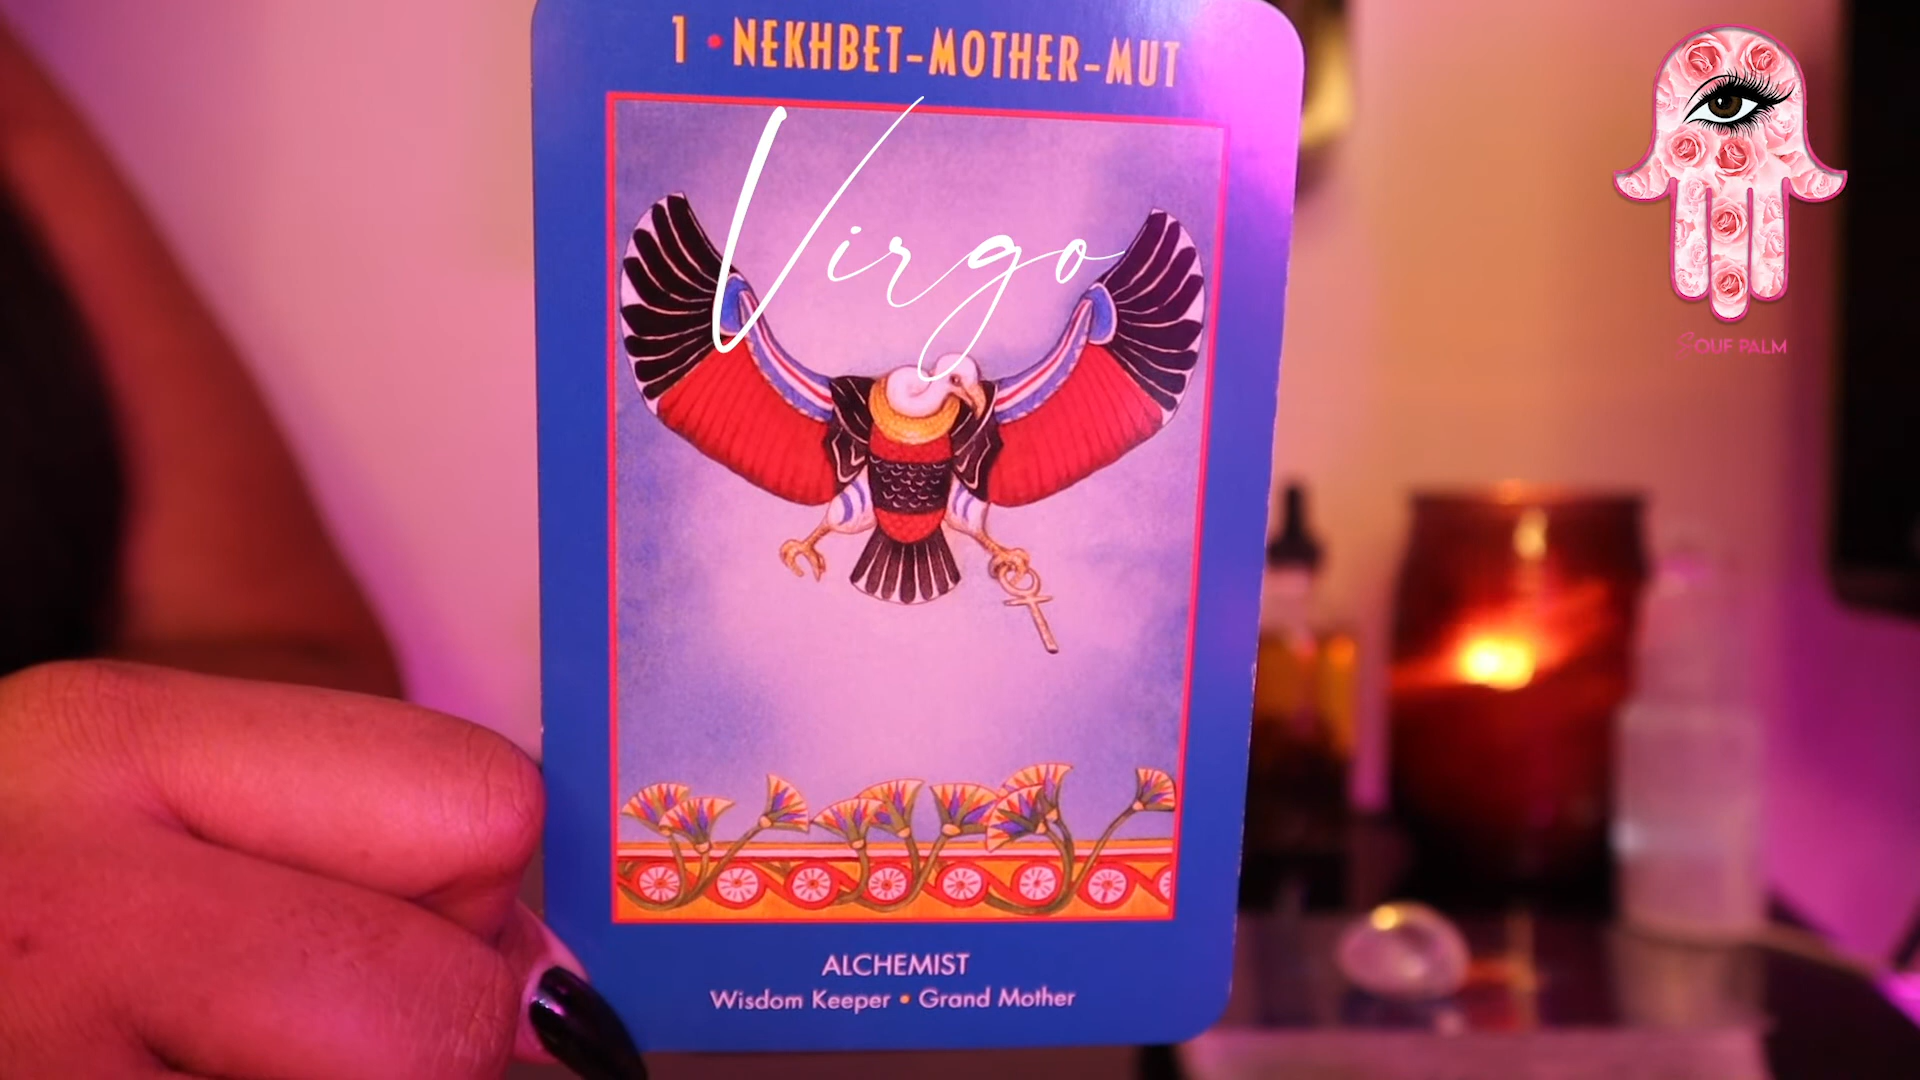 1 • NEKHBET-MOTHER-MUT
Virgo
SOUF PALM
ALCHEMIST
Wisdom Keeper • Grand Mother